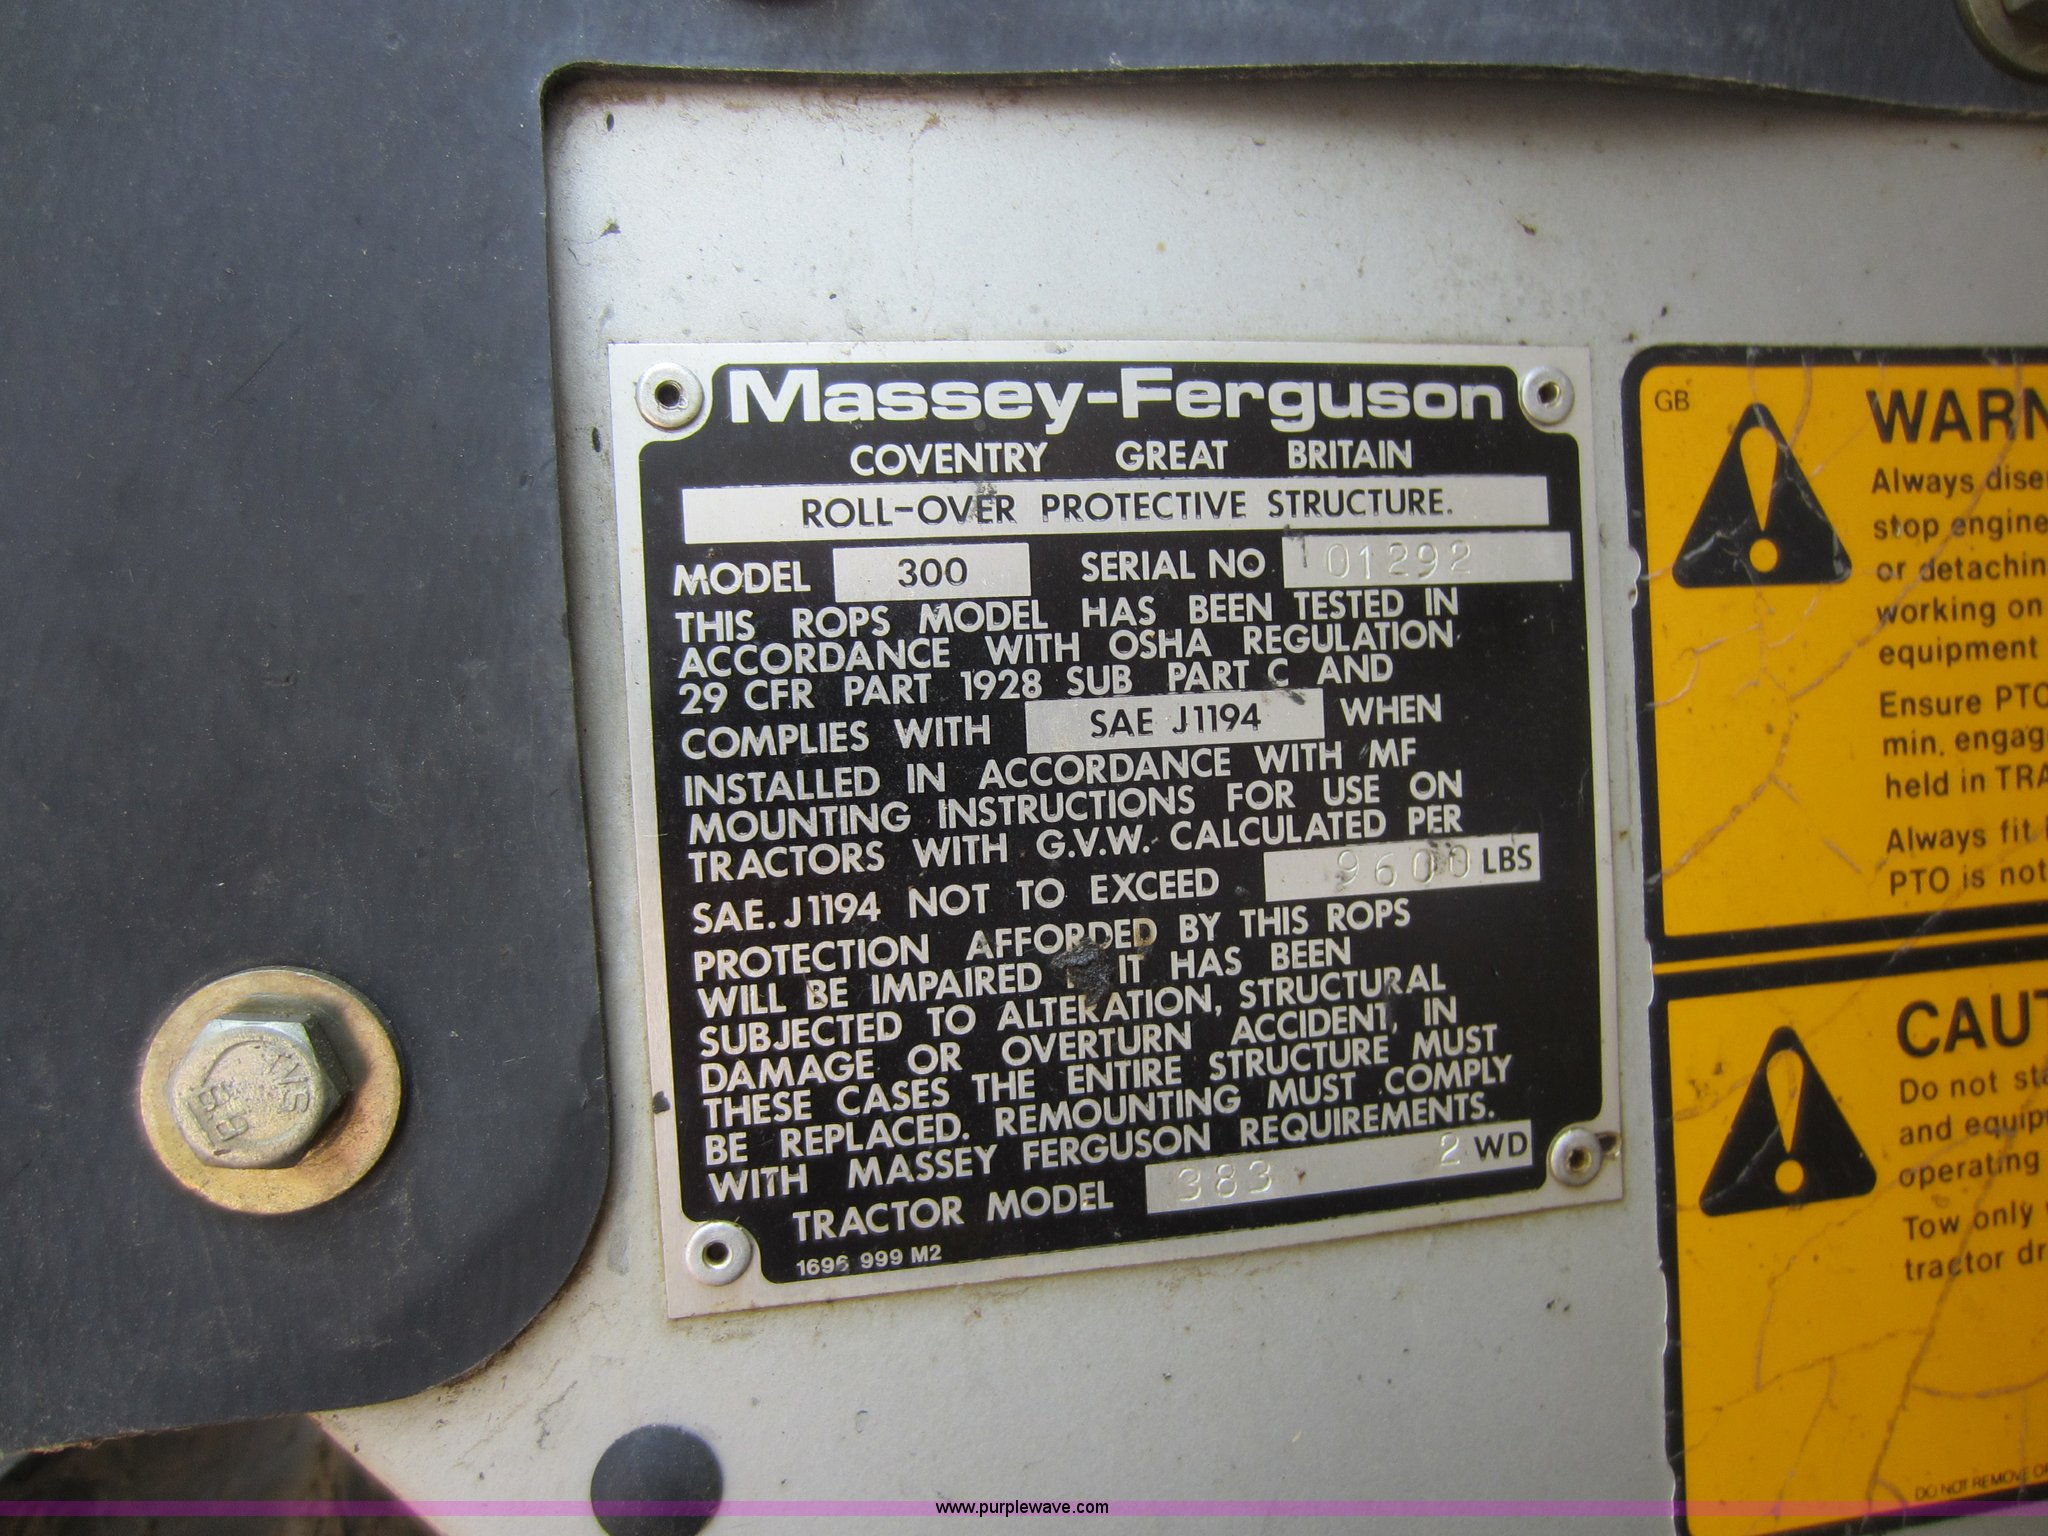 Massey-Ferguson
COVENTRY GREAT BRITAIN
ROLL-OVER PROTECTIVE STRUCTURE.
MODEL 300 SERIAL NO 01292
THIS ROPS MODEL HAS BEEN TESTED IN
ACCORDANCE WITH OSHA REGULATION
29 CFR PART 1928 SUB PART C AND
COMPLIES WITH SAE J1194 WHEN
INSTALLED IN ACCORDANCE WITH MF
MOUNTING INSTRUCTIONS FOR USE ON
TRACTORS WITH G.V.W. CALCULATED PER
SAE. J1194 NOT TO EXCEED 9600 LBS
PROTECTION AFFORDED BY THIS ROPS
WILL BE IMPAIRED IT HAS BEEN
SUBJECTED TO ALTERATION, STRUCTURAL
DAMAGE OR OVERTURN ACCIDENT, IN
THESE CASES THE ENTIRE STRUCTURE MUST
BE REPLACED. REMOUNTING MUST COMPLY
WITH MASSEY FERGUSON REQUIREMENTS.
TRACTOR MODEL 383 2 WD
1696 999 M2
GB
WARN
Always dise
stop engine
or detachin
working on
equipment
Ensure PTO
min. engag
held in TRA
Always fit
PTO is not
CAUT
Do not sta
and equip
operating
Tow only
tractor dr
DO NOT REMOVE O
8.8
www.purplewave.com